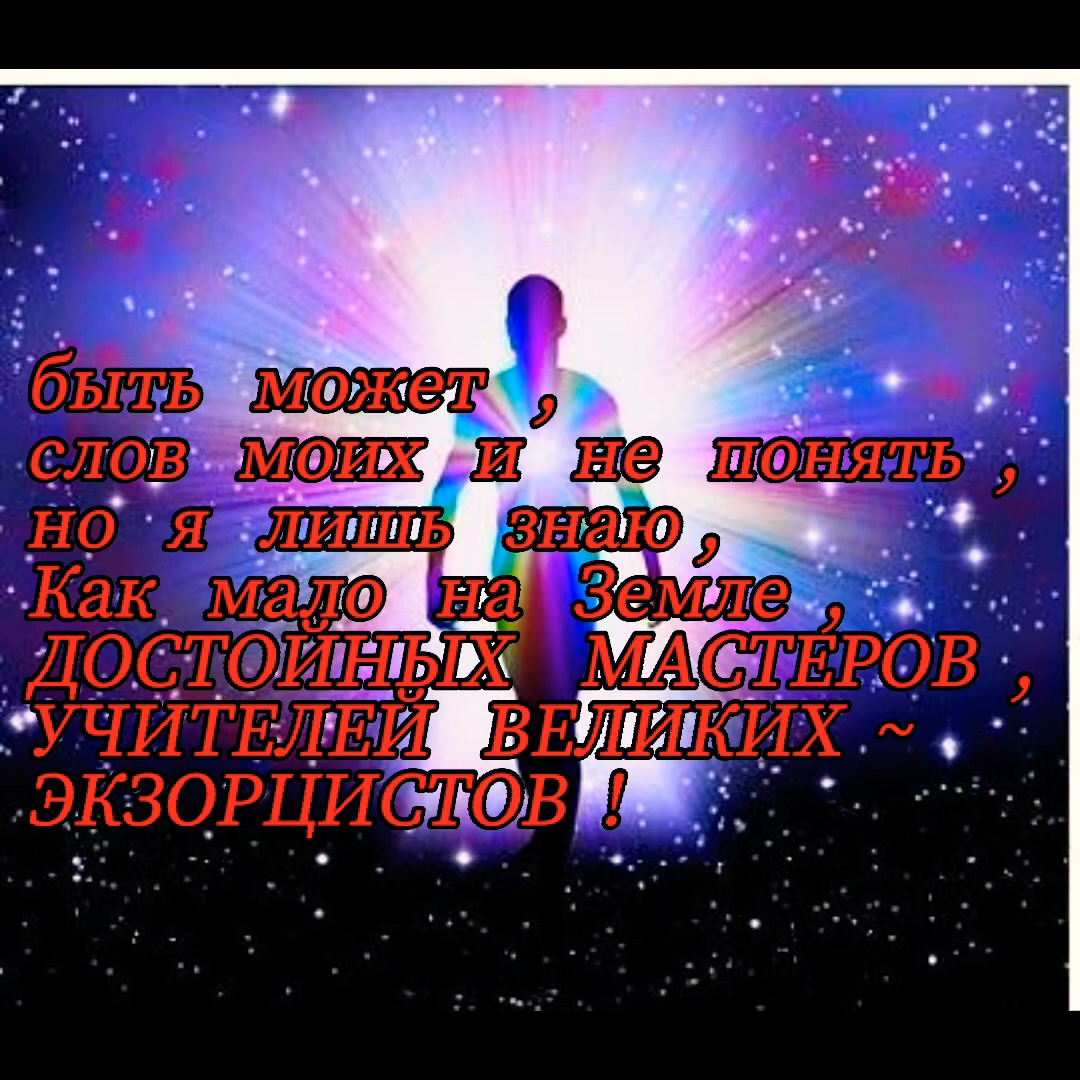 быть может ,
слов моих и не понять ,
но я лишь знаю ,
Как мало на Земле ,
ДОСТОЙНЫХ МАСТЕРОВ ,
УЧИТЕЛЕЙ ВЕЛИКИХ ~
ЭКЗОРЦИСТОВ !